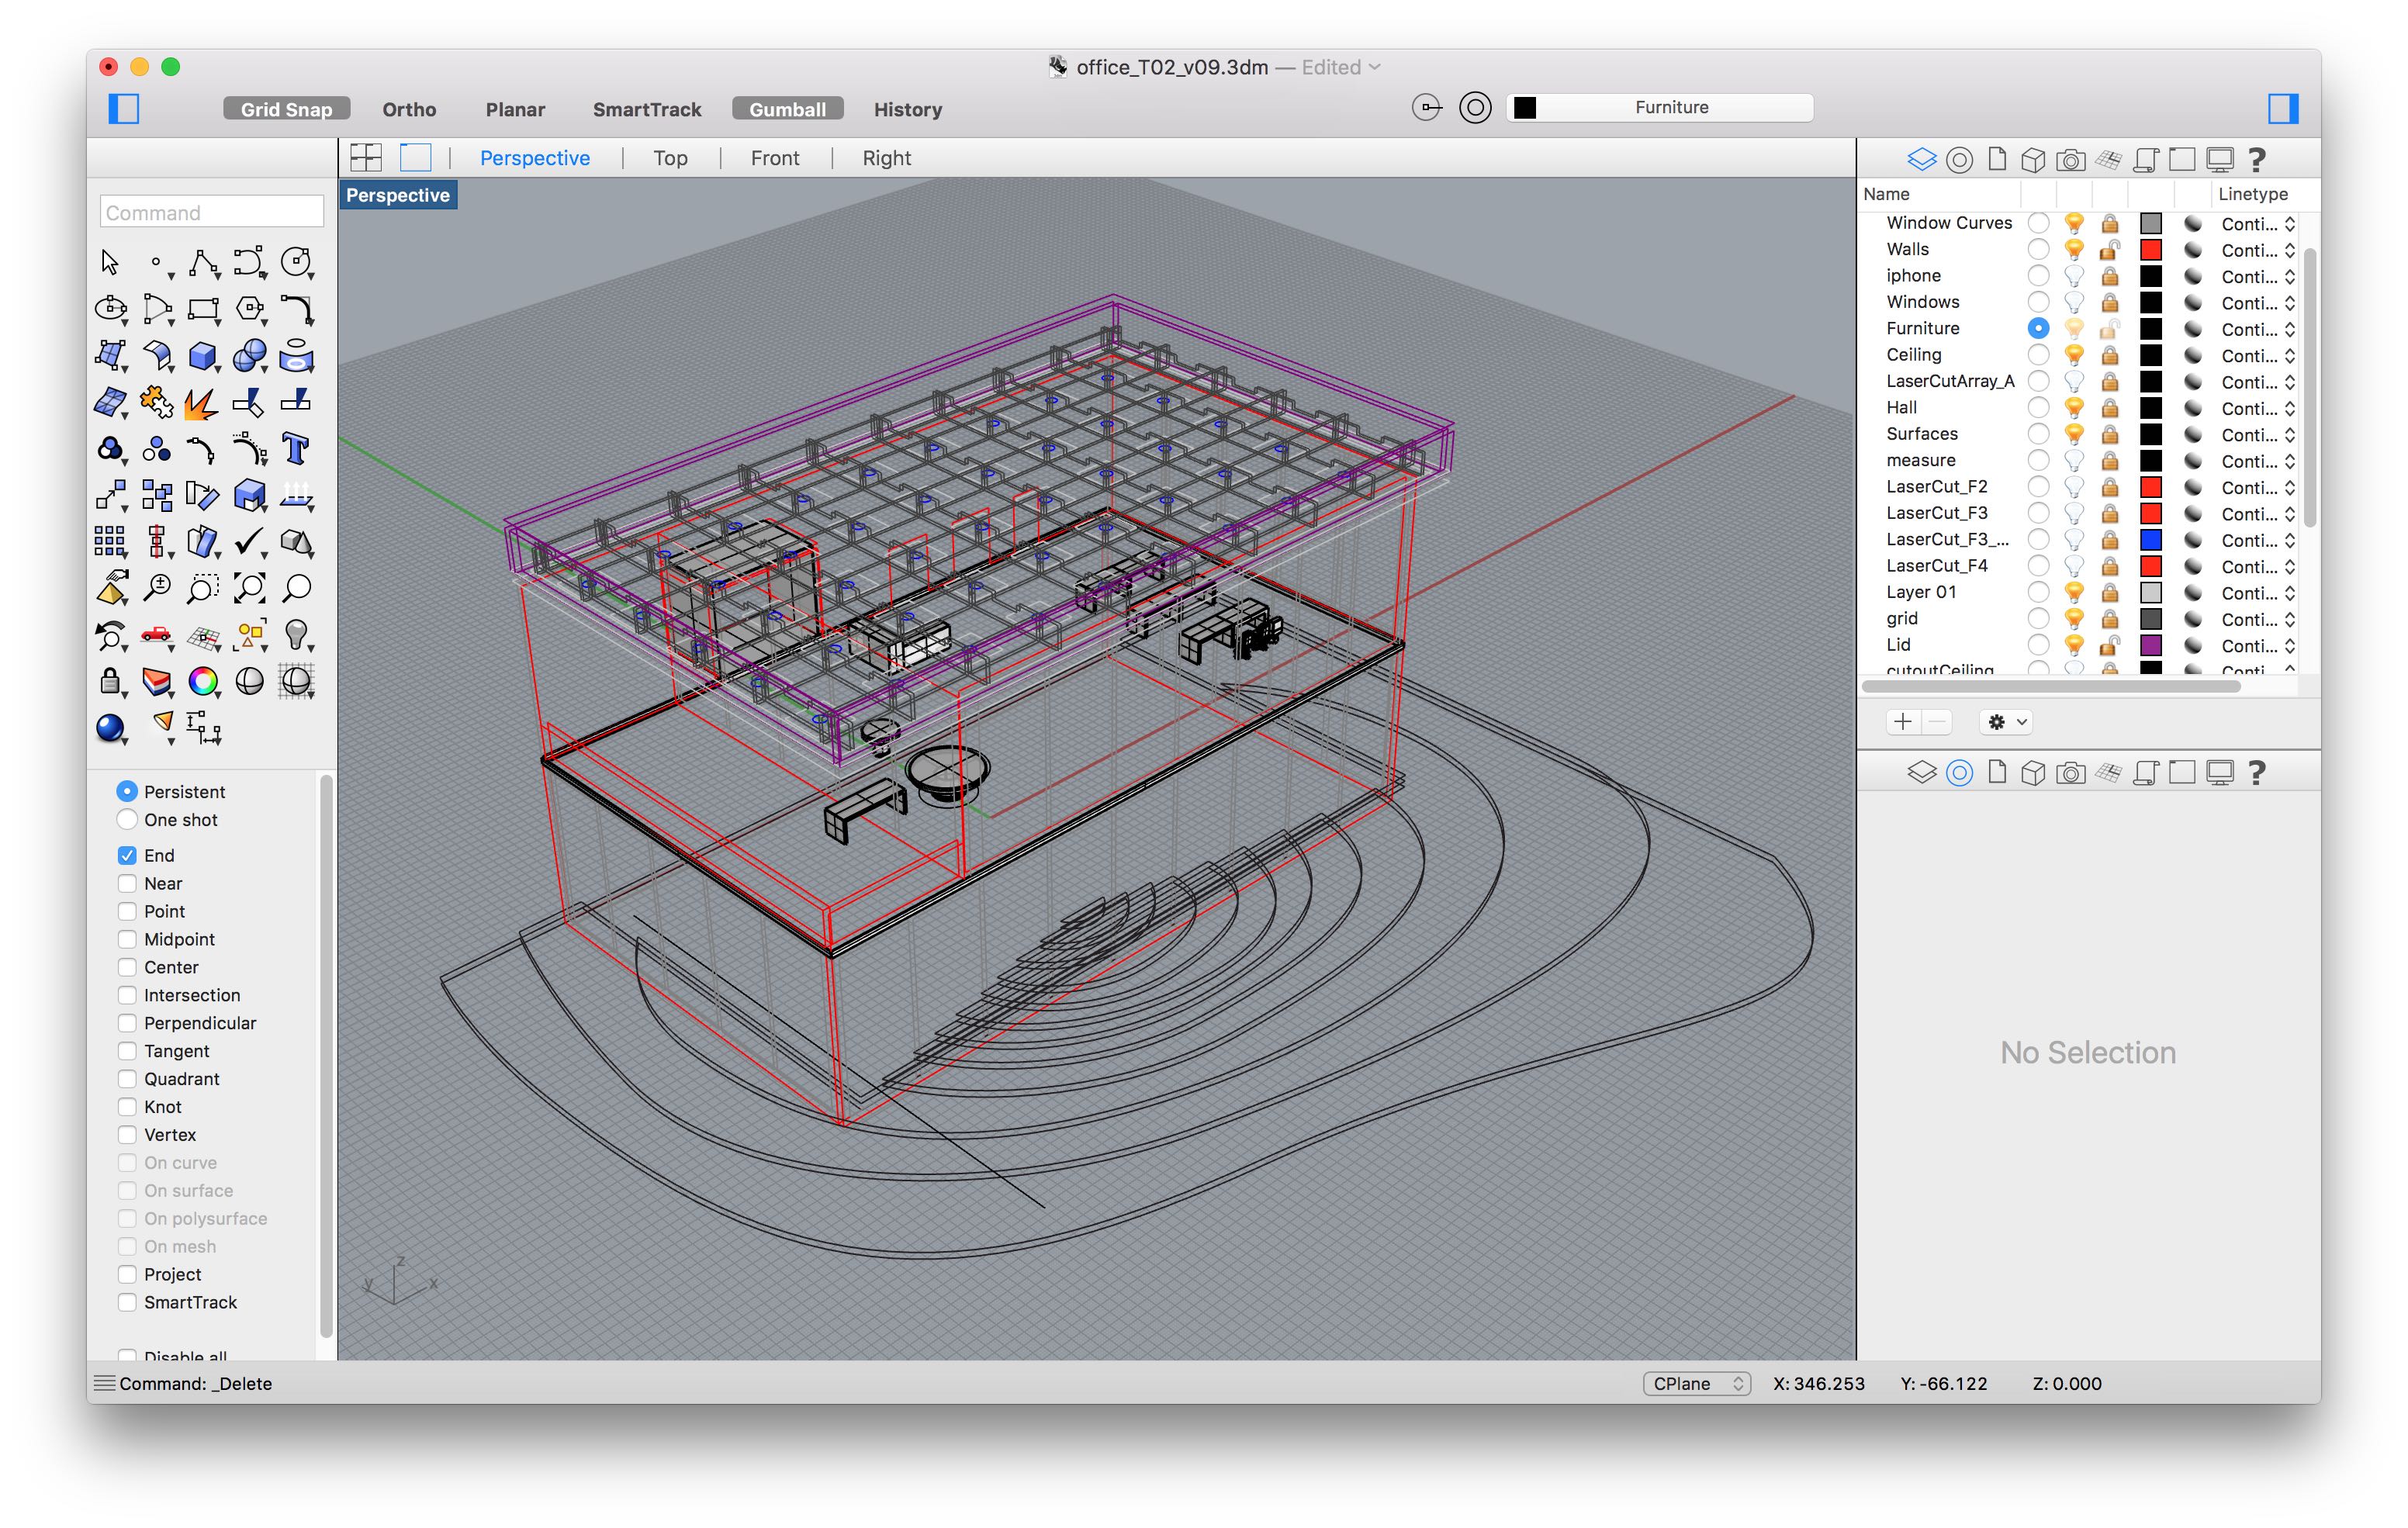 office_T02_v09.3dm — Edited
Grid Snap Ortho Planar SmartTrack Gumball History Furniture
Perspective Top Front Right
Perspective
Command
Persistent
One shot
End
Near
Point
Midpoint
Center
Intersection
Perpendicular
Tangent
Quadrant
Knot
Vertex
On curve
On surface
On polysurface
On mesh
Project
SmartTrack
Disable all
z
y x
Name Linetype
Window Curves Conti...
Walls Conti...
iphone Conti...
Windows Conti...
Furniture Conti...
Ceiling Conti...
LaserCutArray_A Conti...
Hall Conti...
Surfaces Conti...
measure Conti...
LaserCut_F2 Conti...
LaserCut_F3 Conti...
LaserCut_F3_... Conti...
LaserCut_F4 Conti...
Layer 01 Conti...
grid Conti...
Lid Conti...
cutoutCeiling Conti...
No Selection
Command: _Delete CPlane X: 346.253 Y: -66.122 Z: 0.000